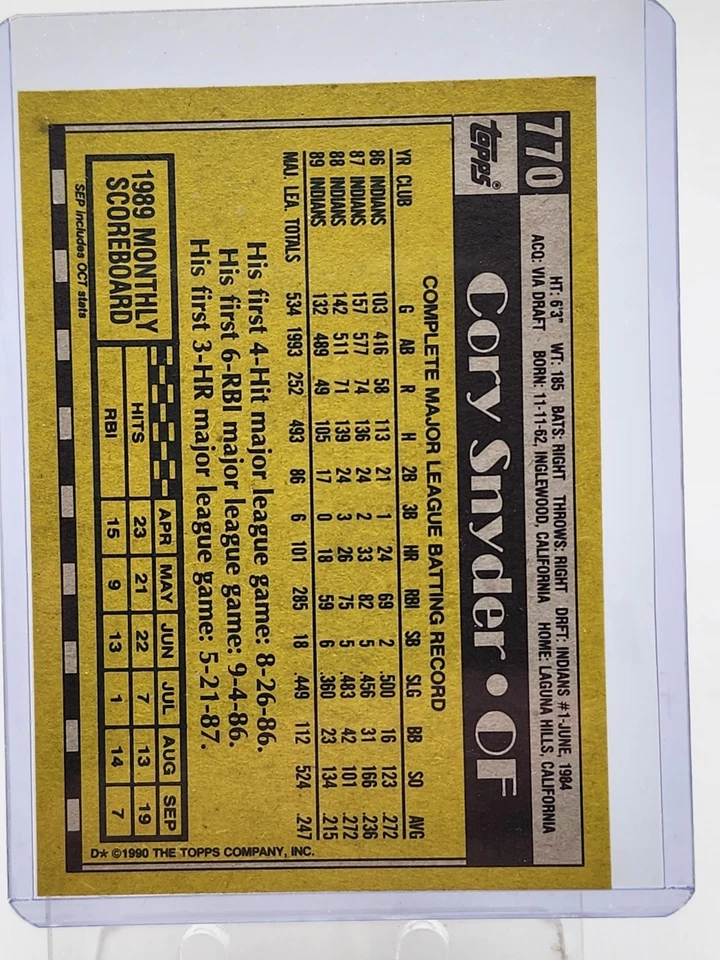 770
topps®
HT: 6'3" WT: 185 BATS: RIGHT THROWS: RIGHT DRFT: INDIANS #1-JUNE, 1984
ACQ: VIA DRAFT BORN: 11-11-62, INGLEWOOD, CALIFORNIA HOME: LAGUNA HILLS, CALIFORNIA
Cory Snyder • OF
COMPLETE MAJOR LEAGUE BATTING RECORD
YR CLUB G AB R H 2B 3B HR RBI SB SLG BB SO AVG
86 INDIANS 103 416 58 113 21 1 24 69 2 .500 16 123 .272
87 INDIANS 157 577 74 136 24 2 33 82 5 .456 31 166 .236
88 INDIANS 142 511 71 139 24 3 26 75 5 .483 42 101 .272
89 INDIANS 132 489 49 105 17 0 18 59 6 .360 23 134 .215
MAJ. LEA. TOTALS 534 1993 252 493 86 6 101 285 18 .449 112 524 .247
His first 4-Hit major league game: 8-26-86.
His first 6-RBI major league game: 9-4-86.
His first 3-HR major league game: 5-21-87.
1989 MONTHLY
SCOREBOARD
SEP includes OCT stats
APR MAY JUN JUL AUG SEP
HITS 23 21 22 7 13 19
RBI 15 9 13 1 14 7
D* ©1990 THE TOPPS COMPANY, INC.